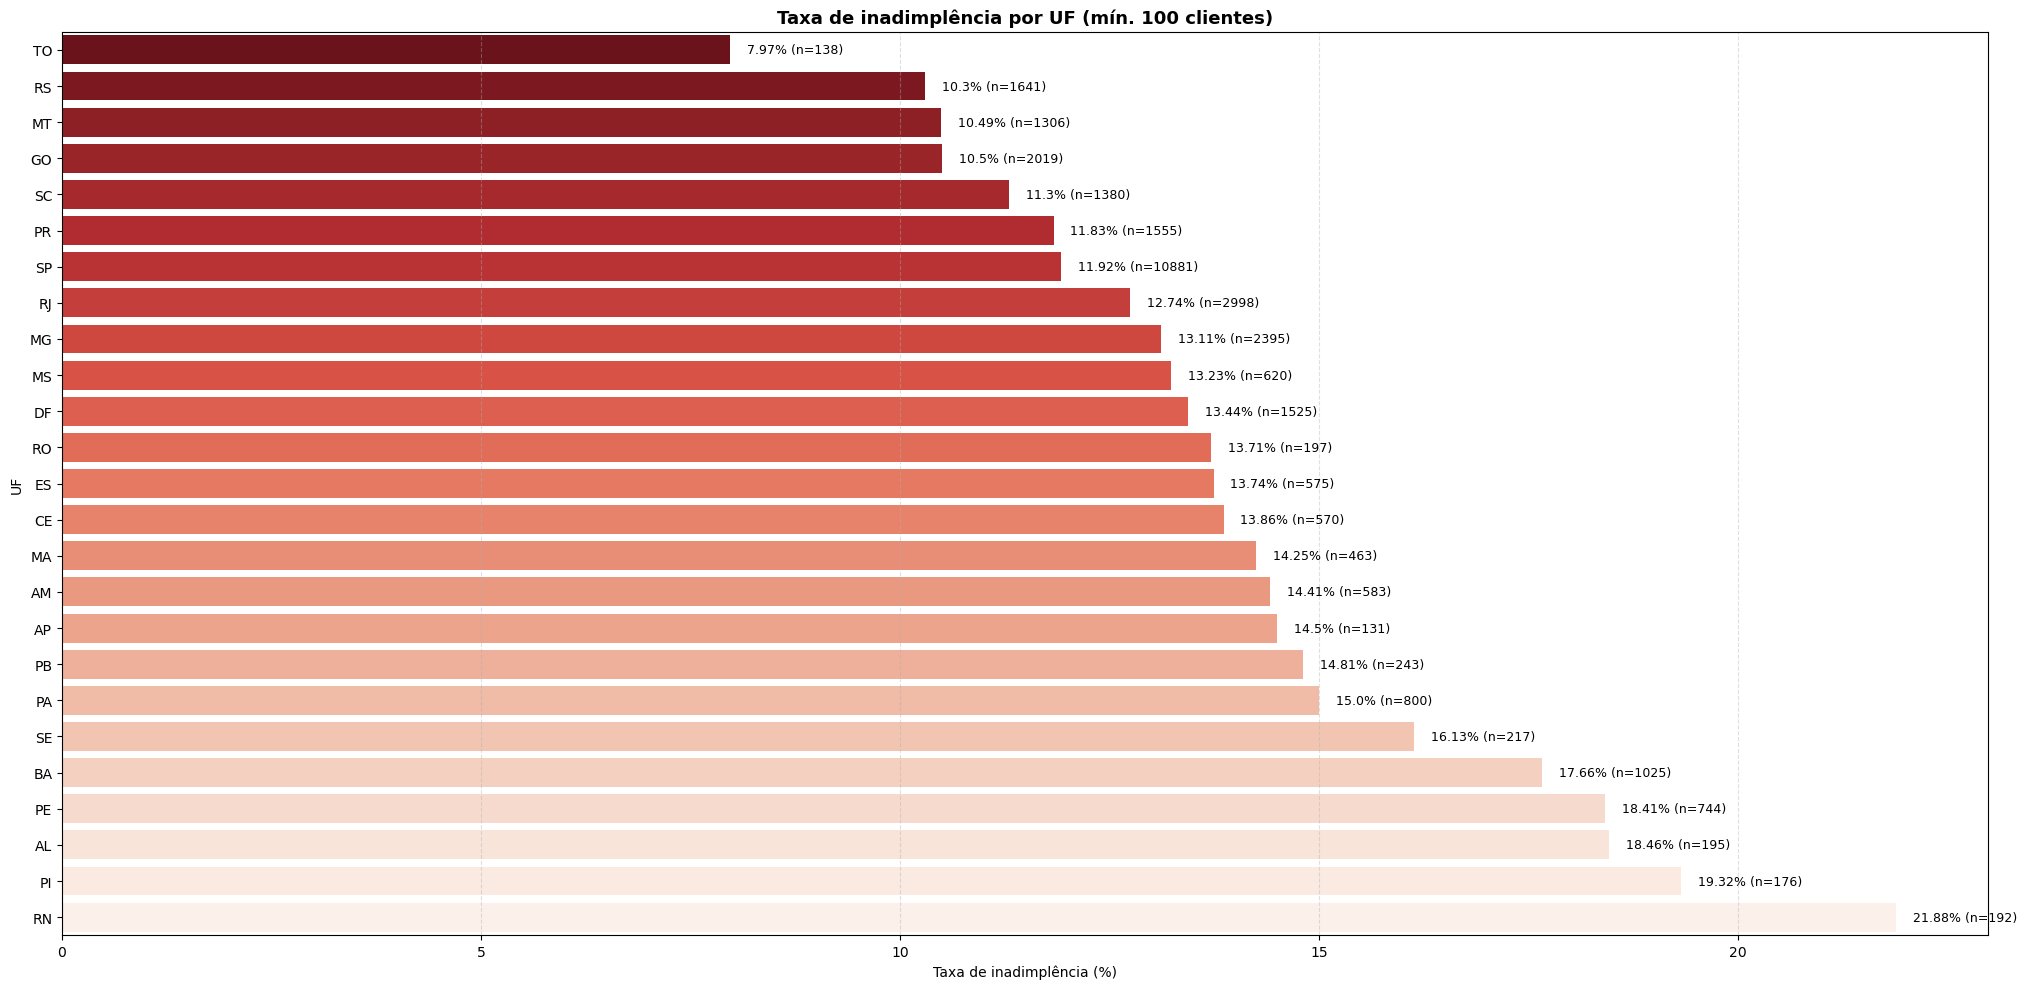 Taxa de inadimplência por UF (mín. 100 clientes)
TO 7.97% (n=138)
RS 10.3% (n=1641)
MT 10.49% (n=1306)
GO 10.5% (n=2019)
SC 11.3% (n=1380)
PR 11.83% (n=1555)
SP 11.92% (n=10881)
RJ 12.74% (n=2998)
MG 13.11% (n=2395)
MS 13.23% (n=620)
DF 13.44% (n=1525)
RO 13.71% (n=197)
UF
ES 13.74% (n=575)
CE 13.86% (n=570)
MA 14.25% (n=463)
AM 14.41% (n=583)
AP 14.5% (n=131)
PB 14.81% (n=243)
PA 15.0% (n=800)
SE 16.13% (n=217)
BA 17.66% (n=1025)
PE 18.41% (n=744)
AL 18.46% (n=195)
PI 19.32% (n=176)
RN 21.88% (n=192)
0 5 10 15 20
Taxa de inadimplência (%)